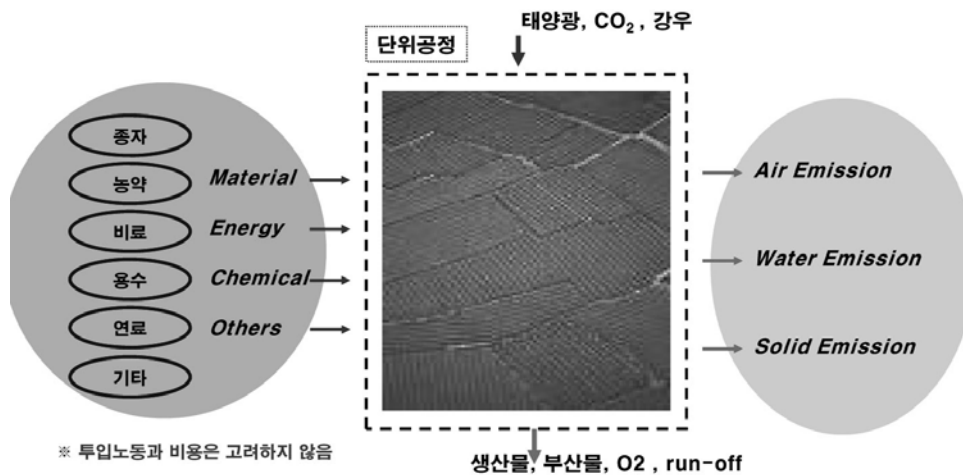 태양광, CO₂ , 강우
단위공정
종자
농약
비료
용수
연료
기타
Material
Energy
Chemical
Others
Air Emission
Water Emission
Solid Emission
※ 투입노동과 비용은 고려하지 않음
생산물, 부산물, O2 , run-off